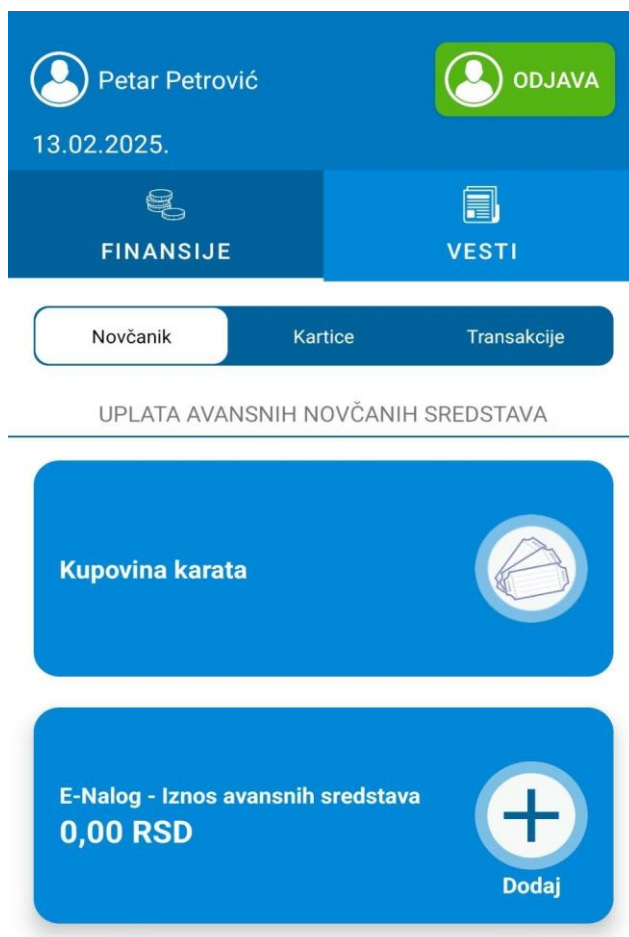 Petar Petrović
ODJAVA
13.02.2025.
FINANSIJE
VESTI
Novčanik
Kartice
Transakcije
UPLATA AVANSNIH NOVČANIH SREDSTAVA
Kupovina karata
E-Nalog - Iznos avansnih sredstava
0,00 RSD
Dodaj